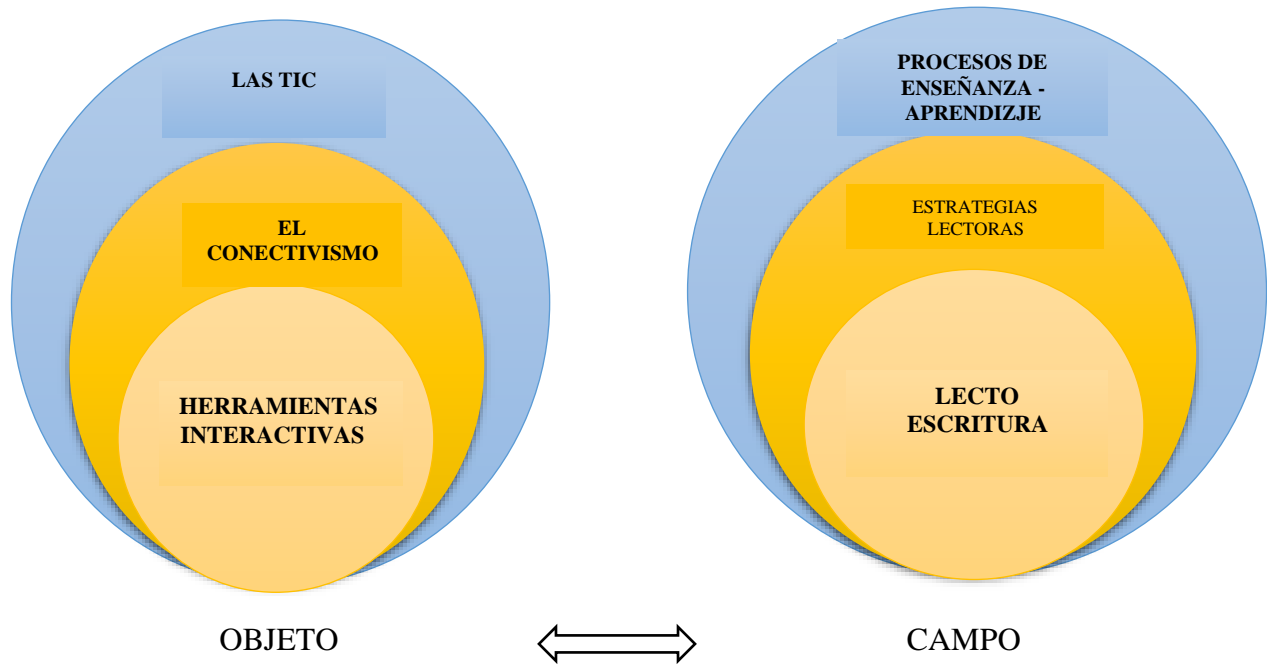 LAS TIC
EL
CONECTIVISMO
HERRAMIENTAS
INTERACTIVAS
OBJETO
PROCESOS DE
ENSEÑANZA -
APRENDIZJE
ESTRATEGIAS
LECTORAS
LECTO
ESCRITURA
CAMPO